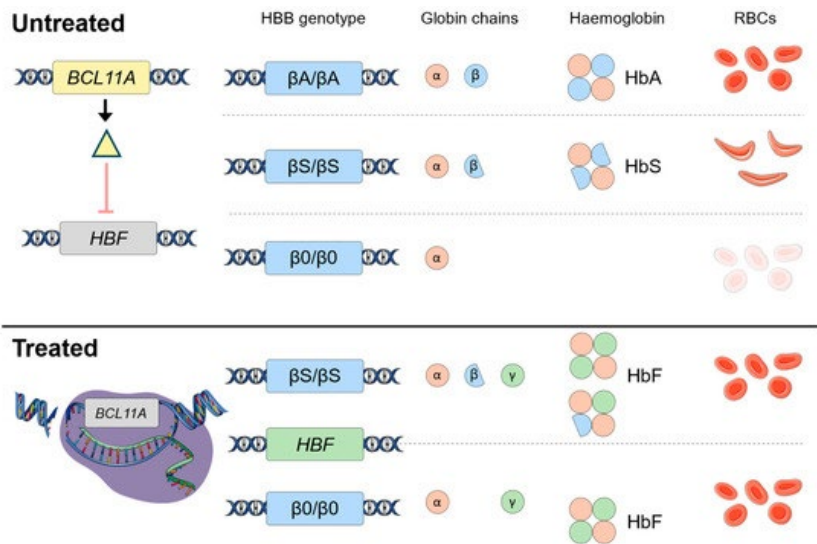 Untreated
HBB genotype
Globin chains
Haemoglobin
RBCs
BCL11A
βA/βA
α
β
HbA
βS/βS
α
β
HbS
HBF
β0/β0
α
Treated
βS/βS
α
β
γ
HbF
BCL11A
HBF
β0/β0
α
γ
HbF